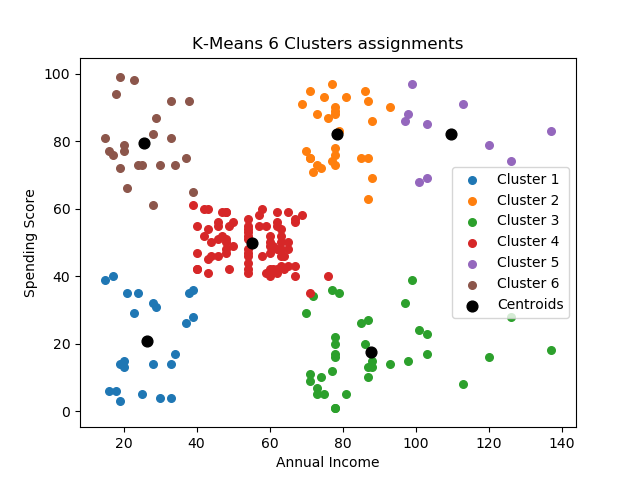 K-Means 6 Clusters assignments
100
80
60
40
20
0
Spending Score
Cluster 1
Cluster 2
Cluster 3
Cluster 4
Cluster 5
Cluster 6
Centroids
20 40 60 80 100 120 140
Annual Income